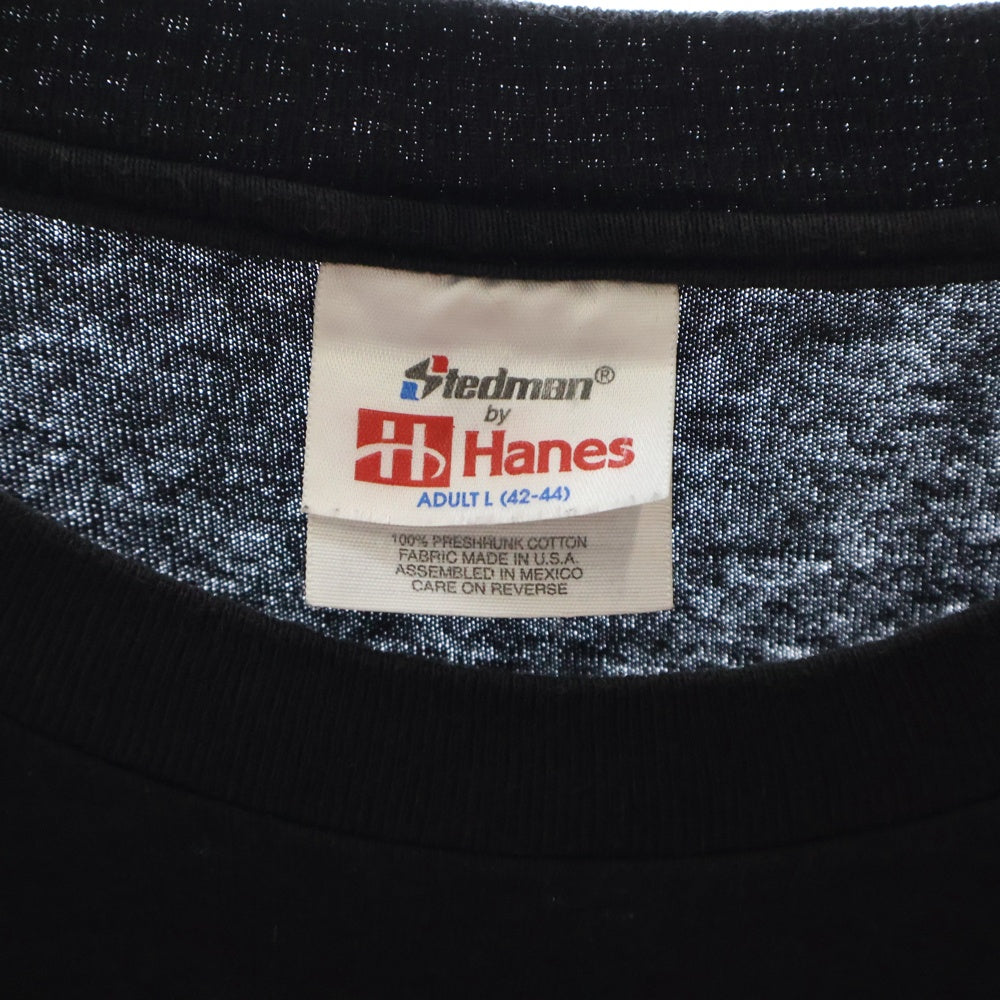 Stedman®
by
Hanes
ADULT L (42-44)
100% PRESHRUNK COTTON
FABRIC MADE IN U.S.A.
ASSEMBLED IN MEXICO
CARE ON REVERSE